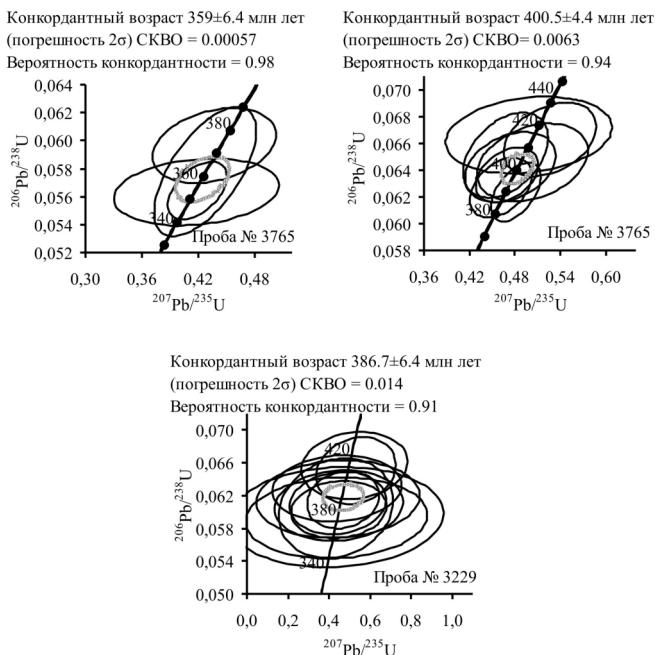 Конкордантный возраст 359±6.4 млн лет
(погрешность 2σ) СКВО = 0.00057
Вероятность конкордантности = 0.98
0,064
0,060
0,058
0,056
0,054
0,052
206Pb/238U
380
360
340
Проба № 3765
0,30 0,36 0,42 0,48
207Pb/235U
Конкордантный возраст 400.5±4.4 млн лет
(погрешность 2σ) СКВО= 0.0063
Вероятность конкордантности = 0.94
0,070
0,068
0,066
0,064
0,060
0,058
206Pb/238U
440
420
400
380
Проба № 3765
0,36 0,42 0,48 0,54 0,60
207Pb/235U
Конкордантный возраст 386.7±6.4 млн лет
(погрешность 2σ) СКВО = 0.014
Вероятность конкордантности = 0.91
0,070
0,066
0,062
0,059
0,054
0,050
206Pb/238U
420
380
340
Проба № 3229
0,0 0,2 0,4 0,6 0,8 1,0
207Pb/235U